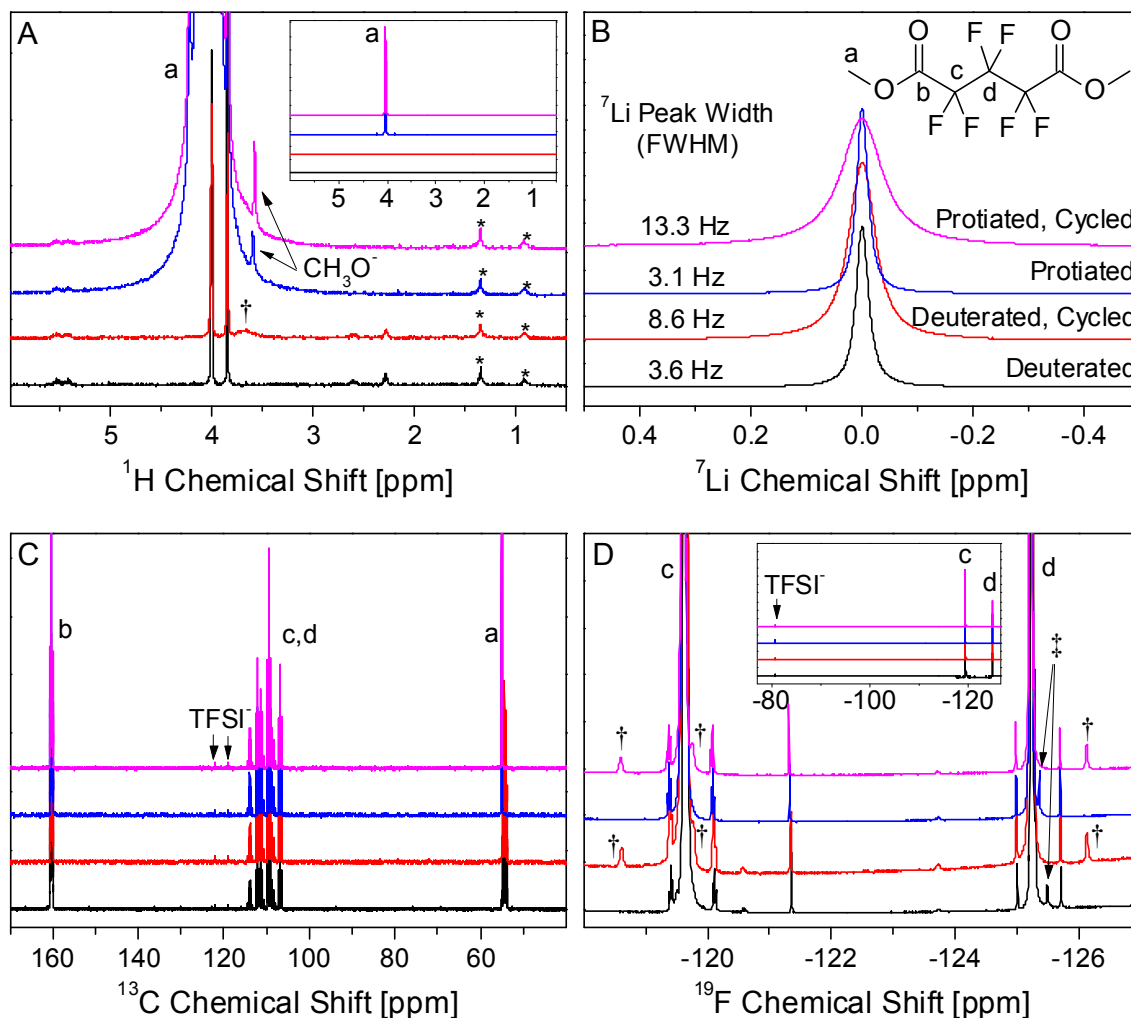 A
a
a
5 4 3 2 1
CH3O-
†
* *
* *
* *
* *
5 4 3 2 1
1H Chemical Shift [ppm]
B
O F F O
a
c
O
b
d
O
F F F F
7Li Peak Width
(FWHM)
13.3 Hz Protiated, Cycled
3.1 Hz Protiated
8.6 Hz Deuterated, Cycled
3.6 Hz Deuterated
0.4 0.2 0.0 -0.2 -0.4
7Li Chemical Shift [ppm]
C
b
c,d
a
TFSI-
160 140 120 100 80 60
13C Chemical Shift [ppm]
D
c
TFSI-
c
d
-80 -100 -120
d
‡
† † †
† † †
-120 -122 -124 -126
19F Chemical Shift [ppm]